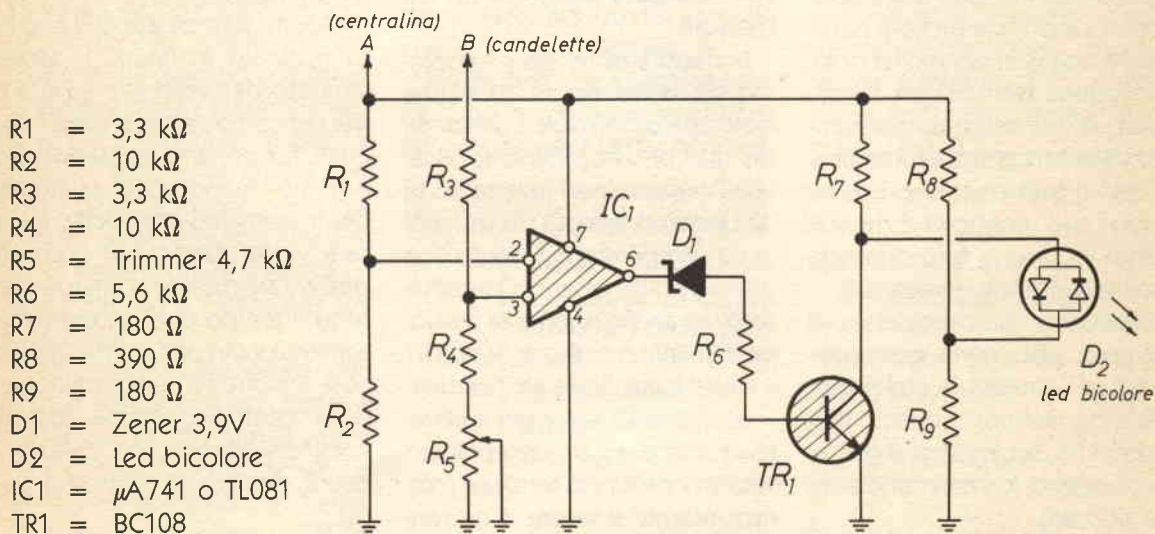 (centralina)
A
B (candelette)
R1 = 3,3 kΩ
R2 = 10 kΩ
R3 = 3,3 kΩ
R4 = 10 kΩ
R5 = Trimmer 4,7 kΩ
R6 = 5,6 kΩ
R7 = 180 Ω
R8 = 390 Ω
R9 = 180 Ω
D1 = Zener 3,9V
D2 = Led bicolore
IC1 = μA741 o TL081
TR1 = BC108
R1
R3
IC1
R7
R8
2
7
6
3
4
D1
R4
R6
D2
led bicolore
R2
R5
TR1
R9